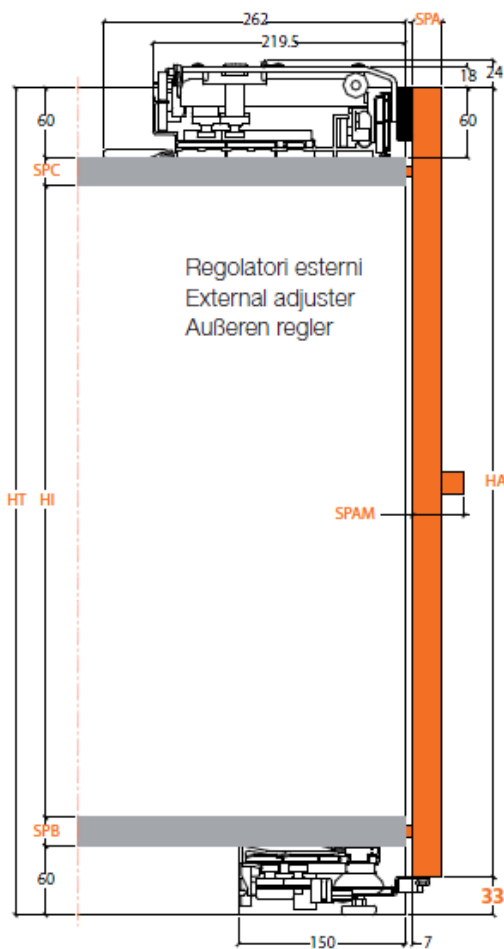 262
SPA
219.5
24
18
60
60
SPC
Regolatori esterni
External adjuster
Außeren regler
HT
HI
HA
SPAM
SPB
60
33
150
7